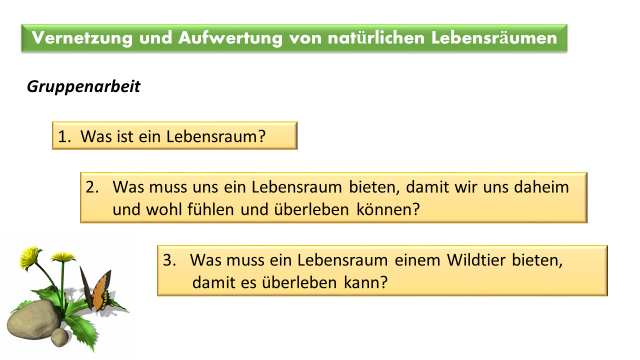 Vernetzung und Aufwertung von natürlichen Lebensräumen
Gruppenarbeit
1. Was ist ein Lebensraum?
2. Was muss uns ein Lebensraum bieten, damit wir uns daheim
und wohl fühlen und überleben können?
3. Was muss ein Lebensraum einem Wildtier bieten,
damit es überleben kann?